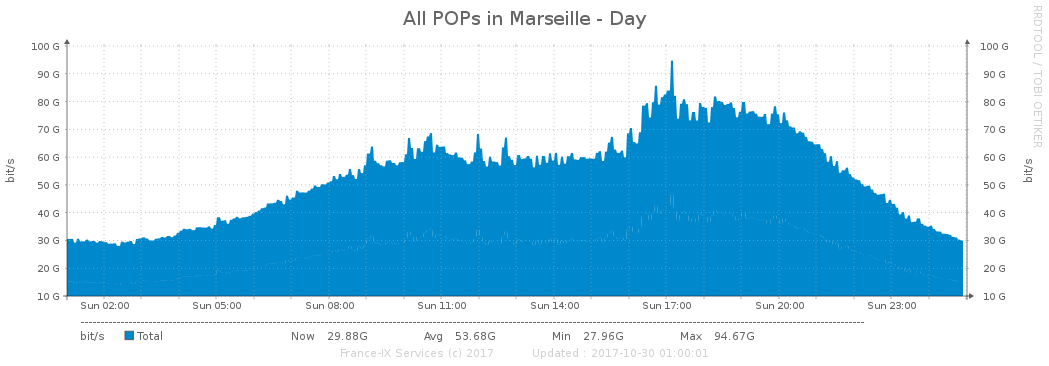 All POPs in Marseille - Day
RRDTOOL / TOBI OETIKER
bit/s
bit/s
100 G 100 G
90 G 90 G
80 G 80 G
70 G 70 G
60 G 60 G
50 G 50 G
40 G 40 G
30 G 30 G
20 G 20 G
10 G 10 G
Sun 02:00 Sun 05:00 Sun 08:00 Sun 11:00 Sun 14:00 Sun 17:00 Sun 20:00 Sun 23:00
bit/s Total Now 29.88G Avg 53.68G Min 27.96G Max 94.67G
France-IX Services (c) 2017 Updated : 2017-10-30 01:00:01